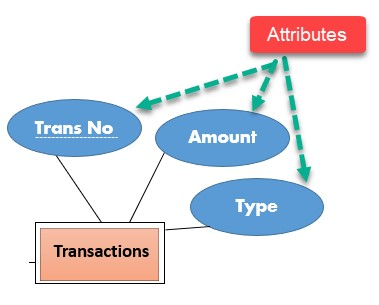 Attributes
Trans No
Amount
Type
Transactions